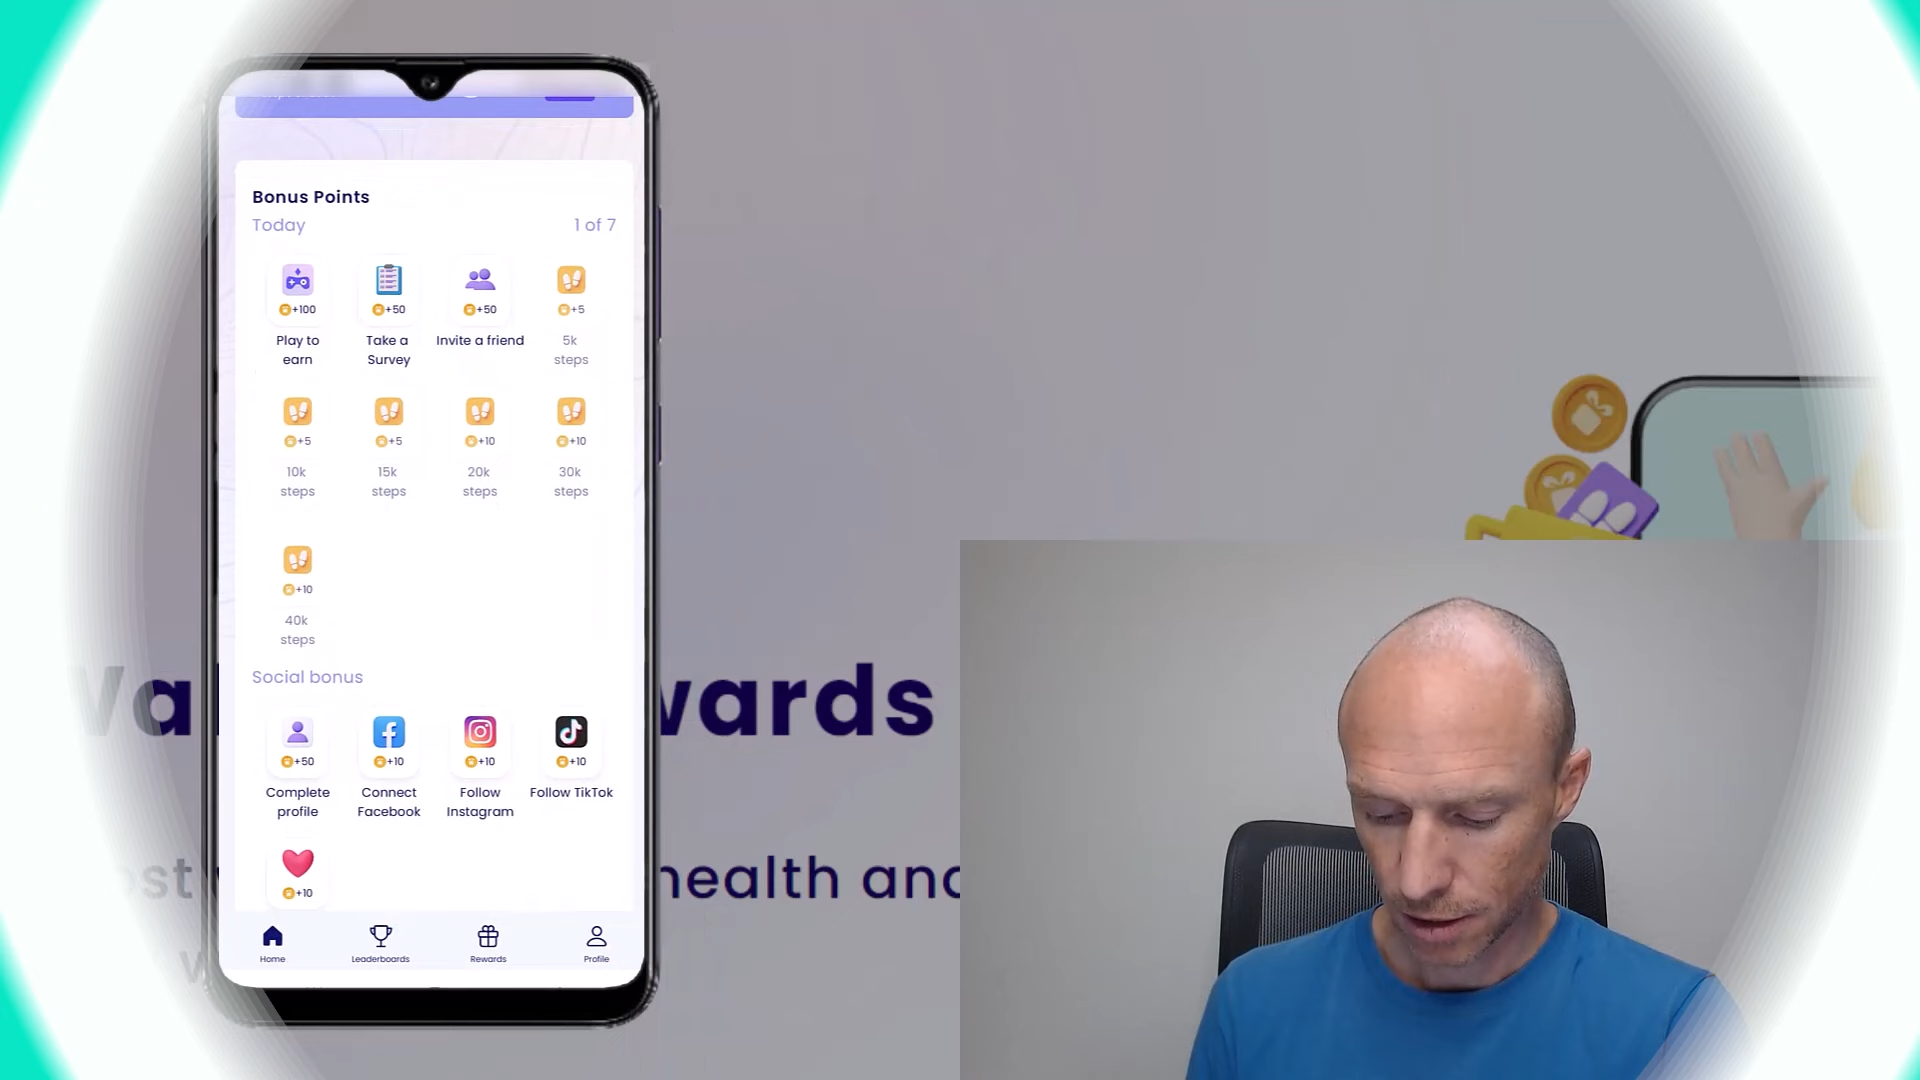 Bonus Points
Today
1 of 7
+100
+50
+50
+5
Play to earn
Take a Survey
Invite a friend
5k steps
+5
+5
+10
+10
10k steps
15k steps
20k steps
30k steps
+10
40k steps
Social bonus
+50
+10
+10
+10
Complete profile
Connect Facebook
Follow Instagram
Follow TikTok
+10
Home
Leaderboards
Rewards
Profile
wards
health and